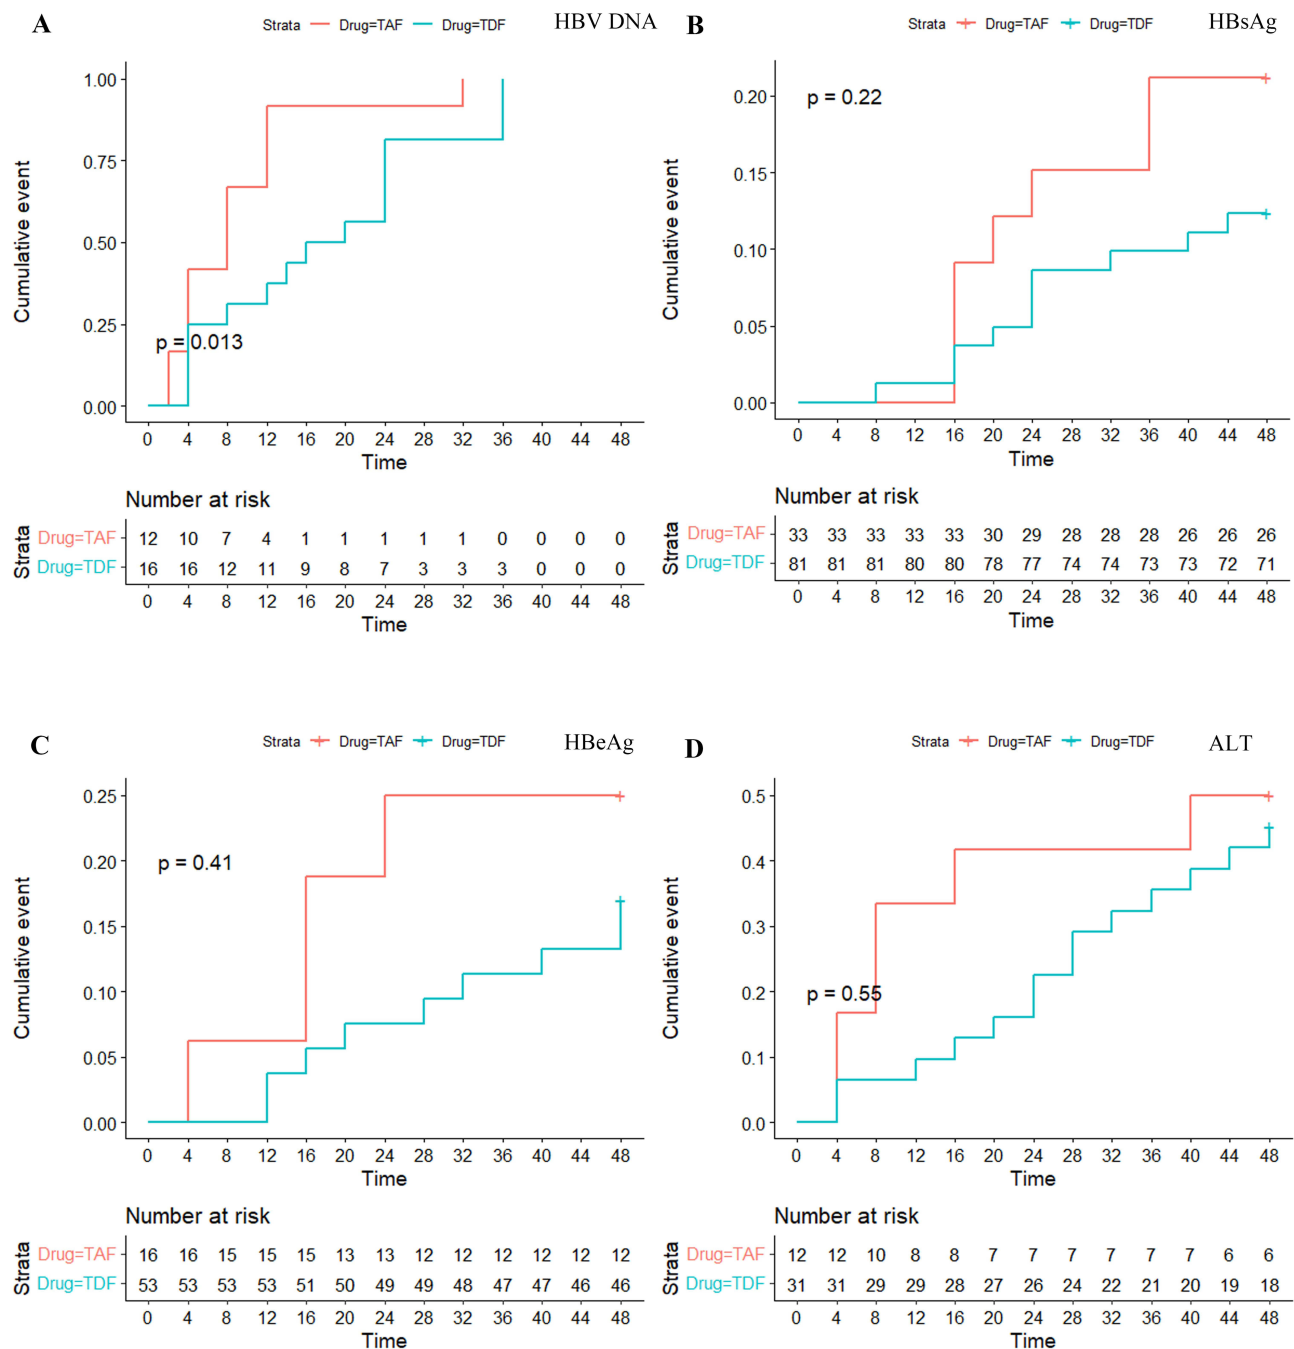 A
Strata Drug=TAF Drug=TDF
HBV DNA
1.00
0.75
0.50
0.25
0.00
Cumulative event
p = 0.013
0 4 8 12 16 20 24 28 32 36 40 44 48
Time
Number at risk
Strata
Drug=TAF 12 10 7 4 1 1 1 1 1 0 0 0 0
Drug=TDF 16 16 12 11 9 8 7 3 3 3 0 0 0
0 4 8 12 16 20 24 28 32 36 40 44 48
Time
B
Strata Drug=TAF Drug=TDF
HBsAg
0.20
0.15
0.10
0.05
0.00
Cumulative event
p = 0.22
0 4 8 12 16 20 24 28 32 36 40 44 48
Time
Number at risk
Strata
Drug=TAF 33 33 33 33 33 30 29 28 28 28 26 26 26
Drug=TDF 81 81 81 80 80 78 77 74 74 73 73 72 71
0 4 8 12 16 20 24 28 32 36 40 44 48
Time
C
Strata Drug=TAF Drug=TDF
HBeAg
0.25
0.20
0.15
0.10
0.05
0.00
Cumulative event
p = 0.41
0 4 8 12 16 20 24 28 32 36 40 44 48
Time
Number at risk
Strata
Drug=TAF 16 16 15 15 15 13 13 12 12 12 12 12 12
Drug=TDF 53 53 53 53 51 50 49 49 48 47 47 46 46
0 4 8 12 16 20 24 28 32 36 40 44 48
Time
D
Strata Drug=TAF Drug=TDF
ALT
0.5
0.4
0.3
0.2
0.1
0.0
Cumulative event
p = 0.55
0 4 8 12 16 20 24 28 32 36 40 44 48
Time
Number at risk
Strata
Drug=TAF 12 12 10 8 8 7 7 7 7 7 7 6 6
Drug=TDF 31 31 29 29 28 27 26 24 22 21 20 19 18
0 4 8 12 16 20 24 28 32 36 40 44 48
Time